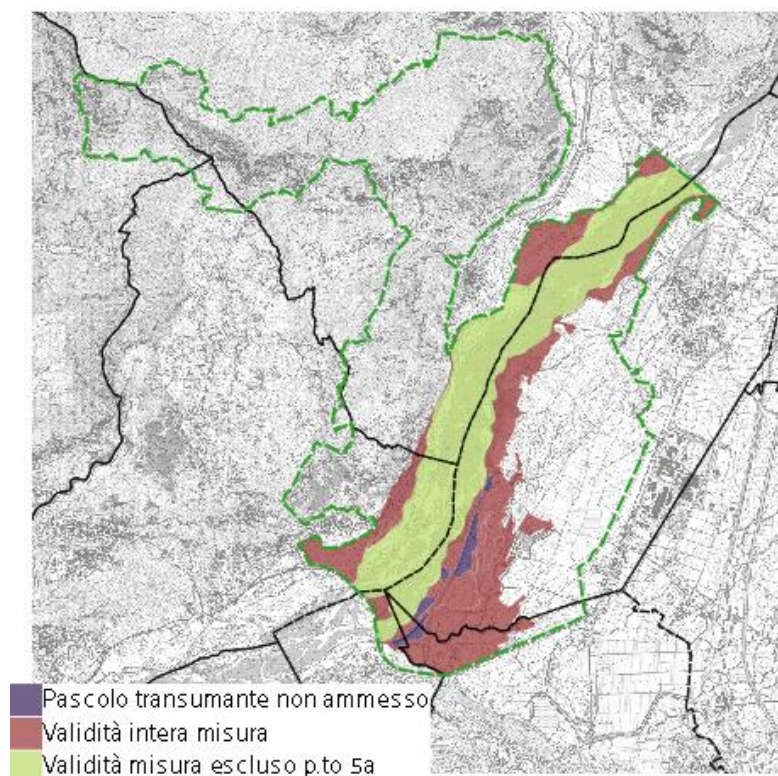 Pascolo transumante non ammesso
Validità intera misura
Validità misura escluso p.to 5a